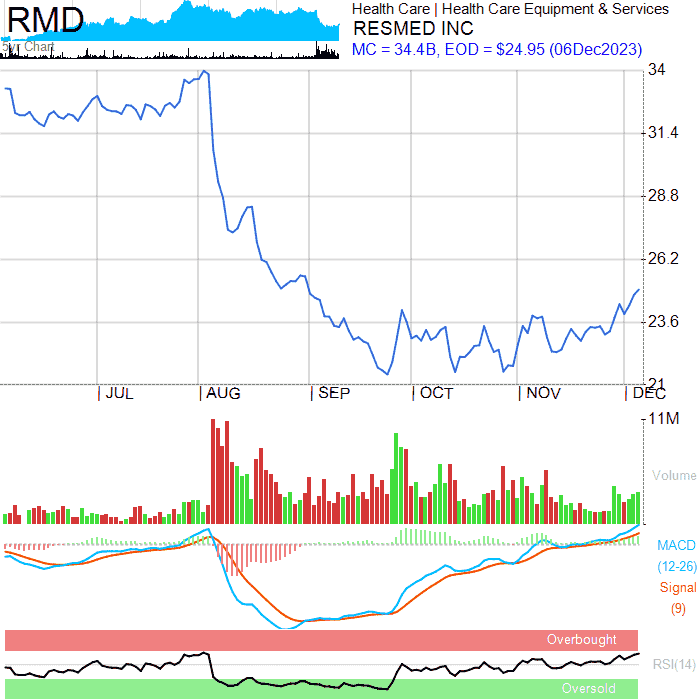 RMD
5yr Chart
Health Care | Health Care Equipment & Services
RESMED INC
MC = 34.4B, EOD = $24.95 (06Dec2023)
34
31.4
28.8
26.2
23.6
21
JUL
AUG
SEP
OCT
NOV
DEC
11M
Volume
MACD
(12-26)
Signal
(9)
Overbought
RSI(14)
Oversold